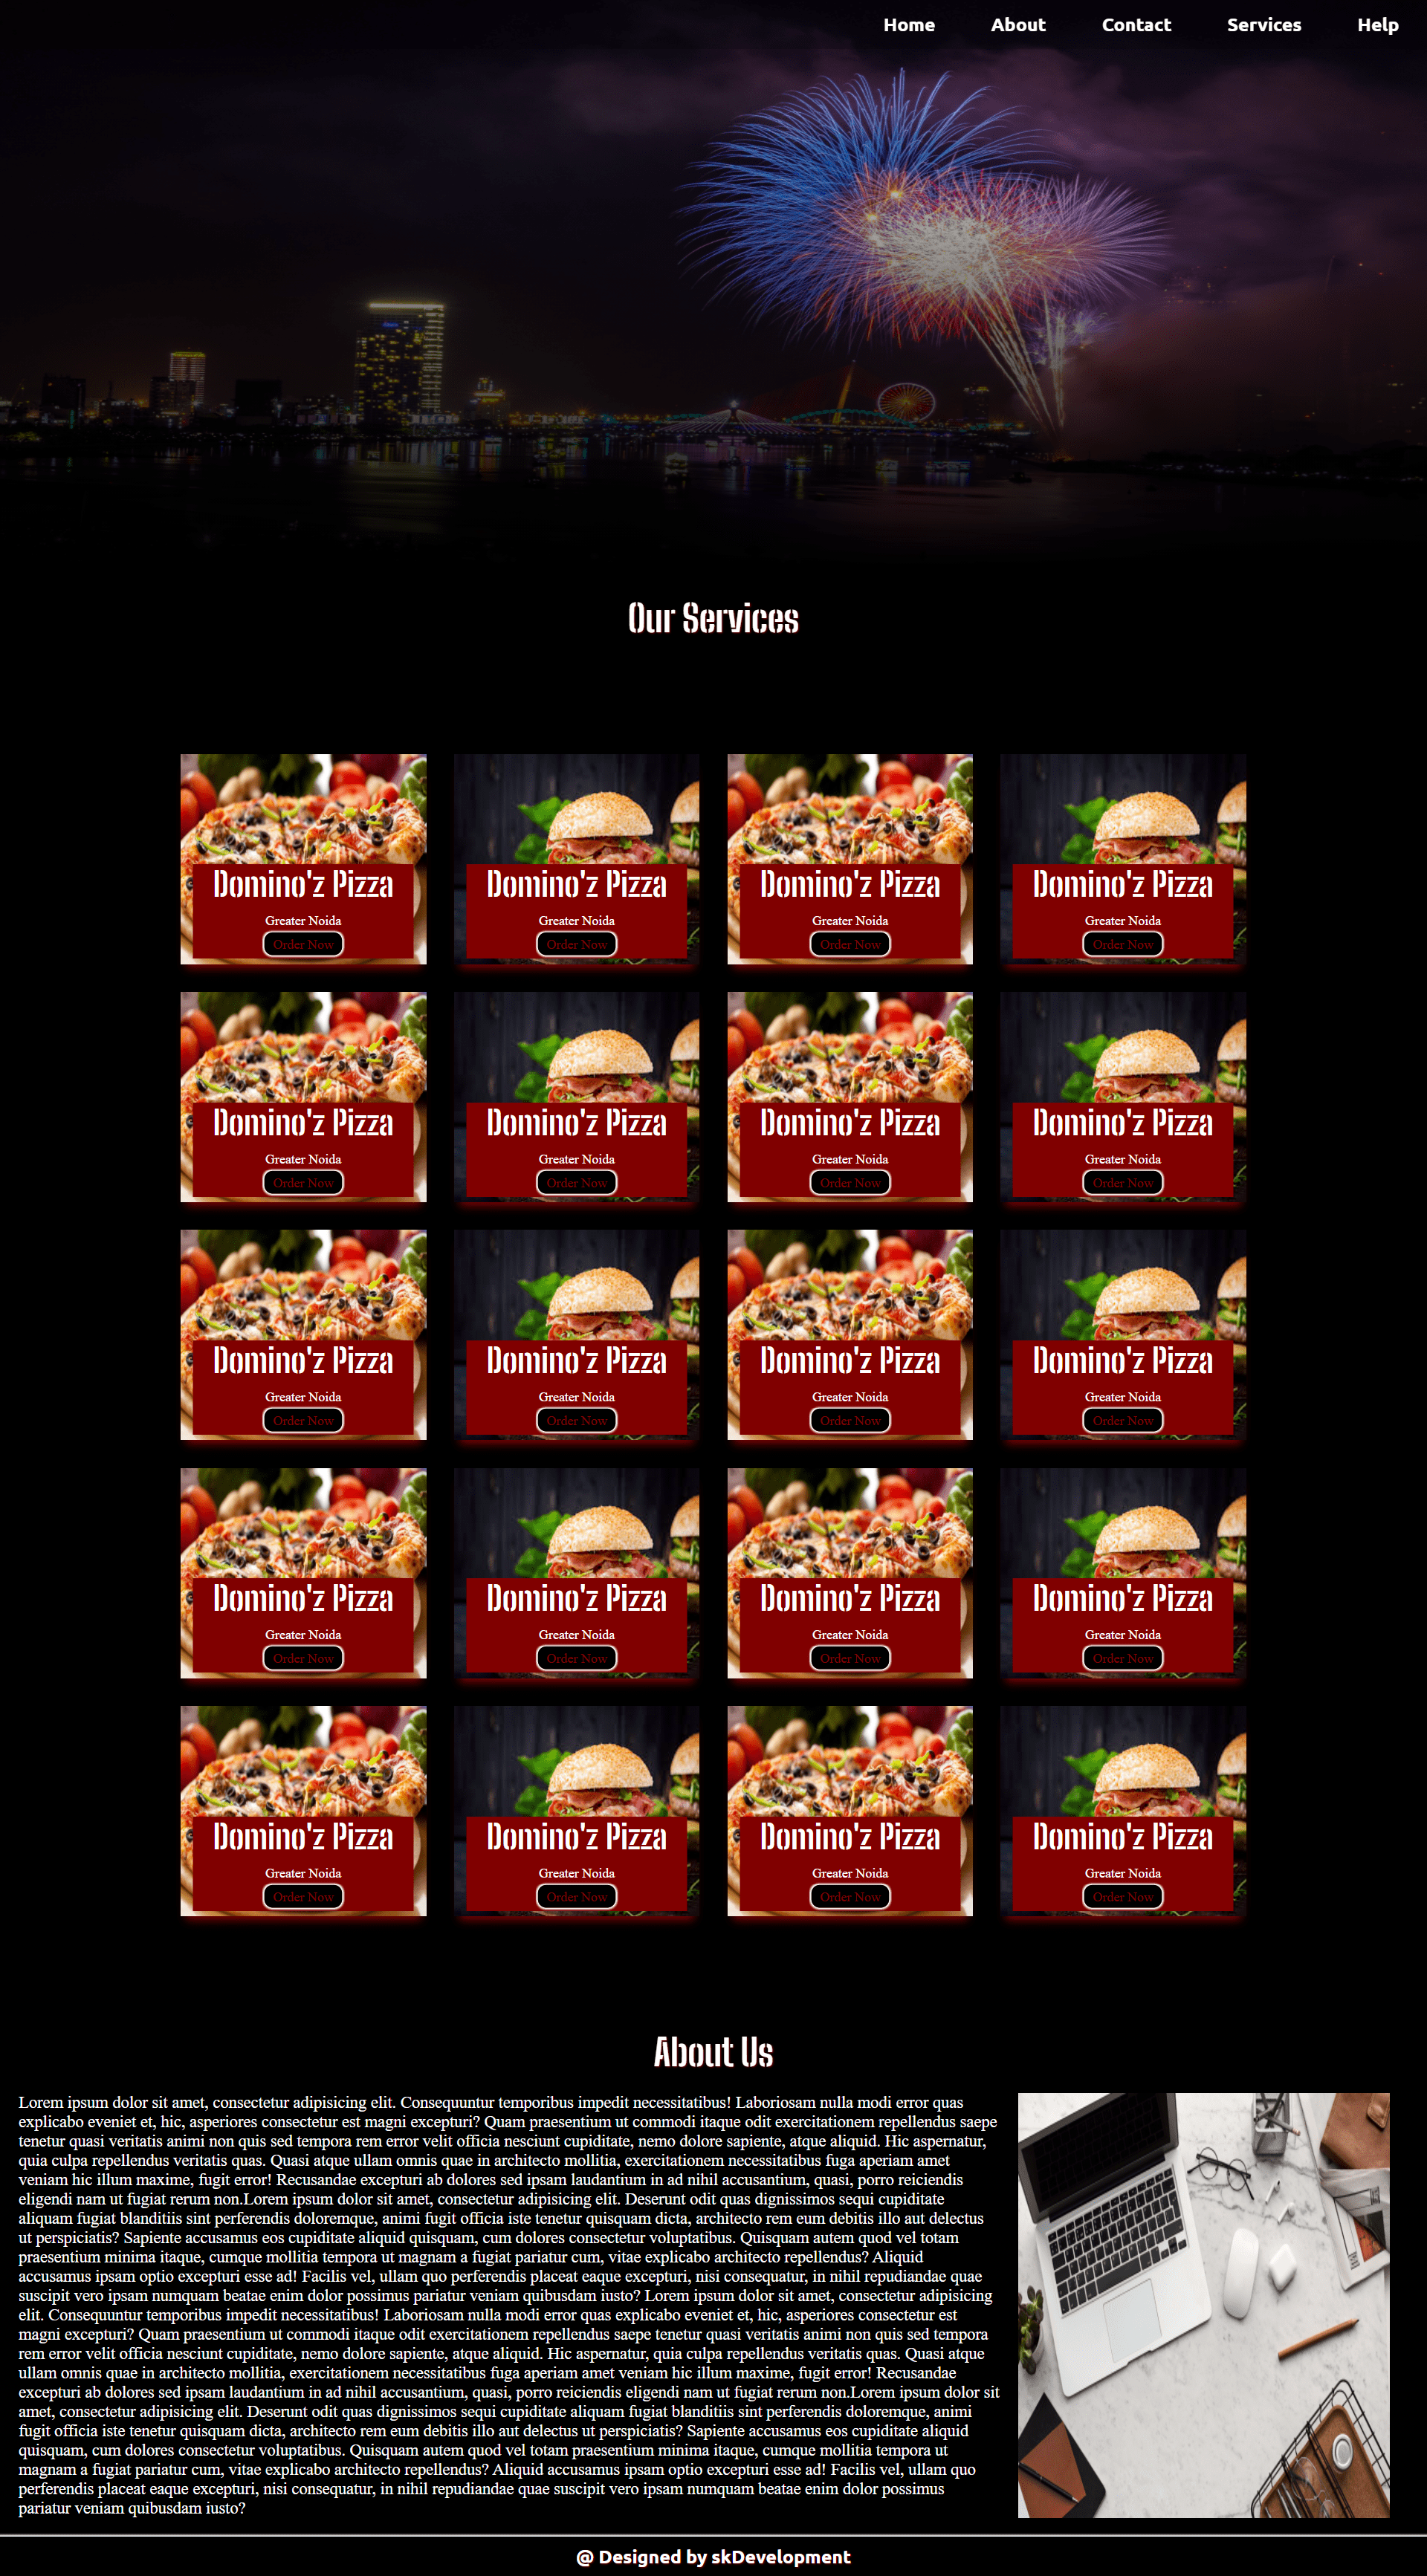 Home About Contact Services Help
Our Services
Domino'z Pizza Domino'z Pizza Domino'z Pizza Domino'z Pizza
Greater Noida Greater Noida Greater Noida Greater Noida
Order Now Order Now Order Now Order Now
Domino'z Pizza Domino'z Pizza Domino'z Pizza Domino'z Pizza
Greater Noida Greater Noida Greater Noida Greater Noida
Order Now Order Now Order Now Order Now
Domino'z Pizza Domino'z Pizza Domino'z Pizza Domino'z Pizza
Greater Noida Greater Noida Greater Noida Greater Noida
Order Now Order Now Order Now Order Now
Domino'z Pizza Domino'z Pizza Domino'z Pizza Domino'z Pizza
Greater Noida Greater Noida Greater Noida Greater Noida
Order Now Order Now Order Now Order Now
Domino'z Pizza Domino'z Pizza Domino'z Pizza Domino'z Pizza
Greater Noida Greater Noida Greater Noida Greater Noida
Order Now Order Now Order Now Order Now
About Us
Lorem ipsum dolor sit amet, consectetur adipisicing elit. Consequuntur temporibus impedit necessitatibus! Laboriosam nulla modi error quas
explicabo eveniet et, hic, asperiores consectetur est magni excepturi? Quam praesentium ut commodi itaque odit exercitationem repellendus saepe
tenetur quasi veritatis animi non quis sed tempora rem error velit officia nesciunt cupiditate, nemo dolore sapiente, atque aliquid. Hic aspernatur,
quia culpa repellendus veritatis quas. Quasi atque ullam omnis quae in architecto mollitia, exercitationem necessitatibus fuga aperiam amet
veniam hic illum maxime, fugit error! Recusandae excepturi ab dolores sed ipsam laudantium in ad nihil accusantium, quasi, porro reiciendis
eligendi nam ut fugiat rerum non.Lorem ipsum dolor sit amet, consectetur adipisicing elit. Deserunt odit quas dignissimos sequi cupiditate
aliquam fugiat blanditiis sint perferendis doloremque, animi fugit officia iste tenetur quisquam dicta, architecto rem eum debitis illo aut delectus
ut perspiciatis? Sapiente accusamus eos cupiditate aliquid quisquam, cum dolores consectetur voluptatibus. Quisquam autem quod vel totam
praesentium minima itaque, cumque mollitia tempora ut magnam a fugiat pariatur cum, vitae explicabo architecto repellendus? Aliquid
accusamus ipsam optio excepturi esse ad! Facilis vel, ullam quo perferendis placeat eaque excepturi, nisi consequatur, in nihil repudiandae quae
suscipit vero ipsam numquam beatae enim dolor possimus pariatur veniam quibusdam iusto? Lorem ipsum dolor sit amet, consectetur adipisicing
elit. Consequuntur temporibus impedit necessitatibus! Laboriosam nulla modi error quas explicabo eveniet et, hic, asperiores consectetur est
magni excepturi? Quam praesentium ut commodi itaque odit exercitationem repellendus saepe tenetur quasi veritatis animi non quis sed tempora
rem error velit officia nesciunt cupiditate, nemo dolore sapiente, atque aliquid. Hic aspernatur, quia culpa repellendus veritatis quas. Quasi atque
ullam omnis quae in architecto mollitia, exercitationem necessitatibus fuga aperiam amet veniam hic illum maxime, fugit error! Recusandae
excepturi ab dolores sed ipsam laudantium in ad nihil accusantium, quasi, porro reiciendis eligendi nam ut fugiat rerum non.Lorem ipsum dolor sit
amet, consectetur adipisicing elit. Deserunt odit quas dignissimos sequi cupiditate aliquam fugiat blanditiis sint perferendis doloremque, animi
fugit officia iste tenetur quisquam dicta, architecto rem eum debitis illo aut delectus ut perspiciatis? Sapiente accusamus eos cupiditate aliquid
quisquam, cum dolores consectetur voluptatibus. Quisquam autem quod vel totam praesentium minima itaque, cumque mollitia tempora ut
magnam a fugiat pariatur cum, vitae explicabo architecto repellendus? Aliquid accusamus ipsam optio excepturi esse ad! Facilis vel, ullam quo
perferendis placeat eaque excepturi, nisi consequatur, in nihil repudiandae quae suscipit vero ipsam numquam beatae enim dolor possimus
pariatur veniam quibusdam iusto?
@ Designed by skDevelopment